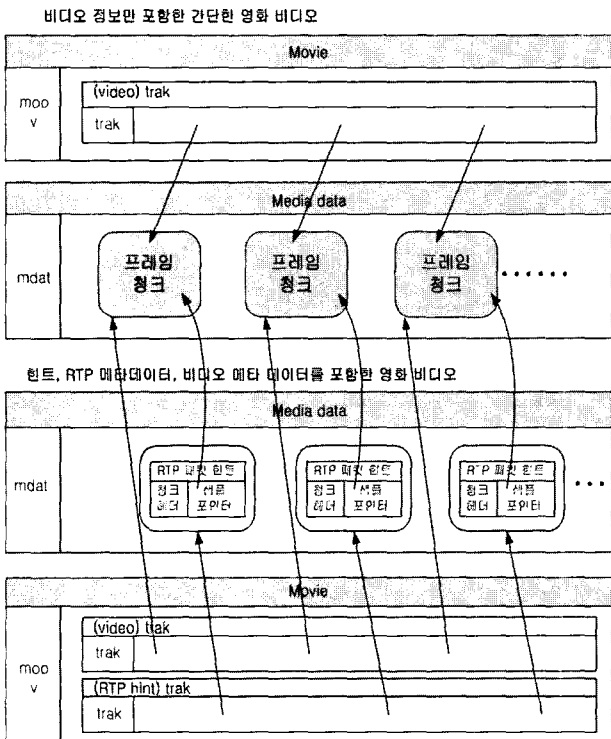 비디오 정보만 포함한 간단한 영화 비디오
Movie
moo
v
(video) trak
trak
Media data
mdat
프레임
청크
프레임
청크
프레임
청크
......
힌트, RTP 메타데이터, 비디오 메타 데이터를 포함한 영화 비디오
Media data
mdat
RTP 패킷 힌트
청크
헤더
샘플
포인터
RTP 패킷 힌트
청크
헤더
샘플
포인터
RTP 패킷 힌트
청크
헤더
샘플
포인터
...
Movie
moo
v
(video) trak
trak
(RTP hint) trak
trak